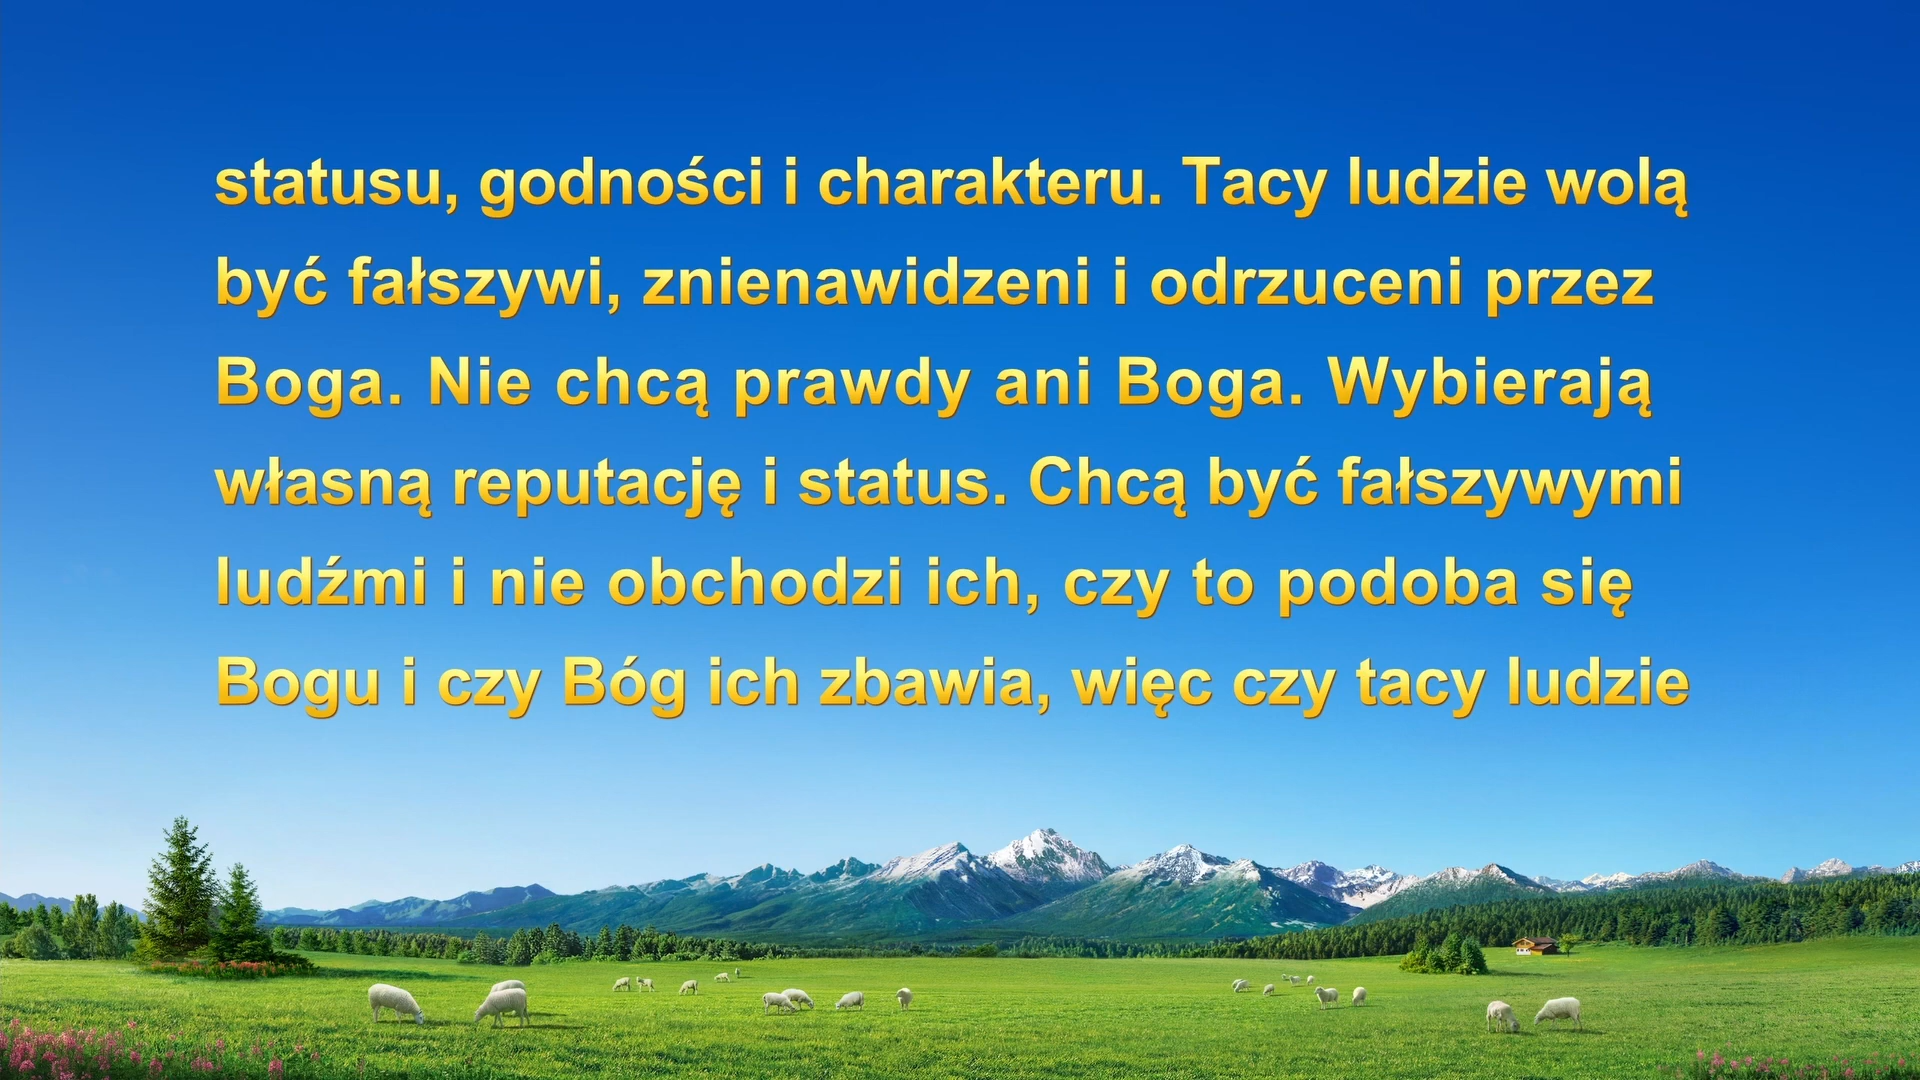 statusu, godności i charakteru. Tacy ludzie wolą
być fałszywi, znienawidzeni i odrzuceni przez
Boga. Nie chcą prawdy ani Boga. Wybierają
własną reputację i status. Chcą być fałszywymi
ludźmi i nie obchodzi ich, czy to podoba się
Bogu i czy Bóg ich zbawia, więc czy tacy ludzie